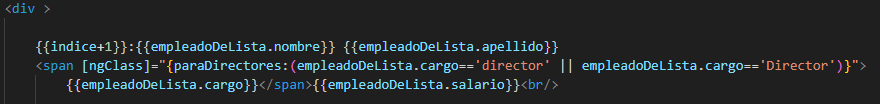 <div >
{{indice+1}}:{{empleadoDeLista.nombre}} {{empleadoDeLista.apellido}}
<span [ngClass]="{paraDirectores:(empleadoDeLista.cargo=='director' || empleadoDeLista.cargo=='Director')}">
{{empleadoDeLista.cargo}}</span>{{empleadoDeLista.salario}}<br/>